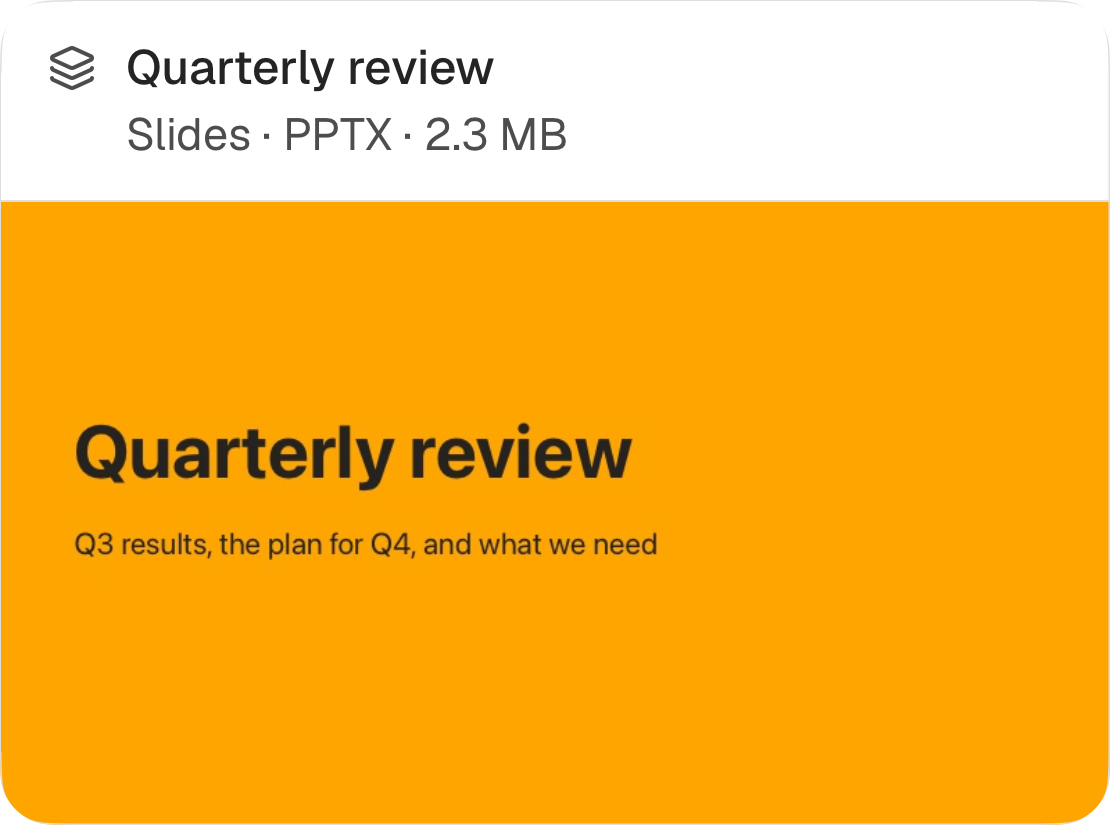 Quarterly review
Slides · PPTX · 2.3 MB
Quarterly review
Q3 results, the plan for Q4, and what we need